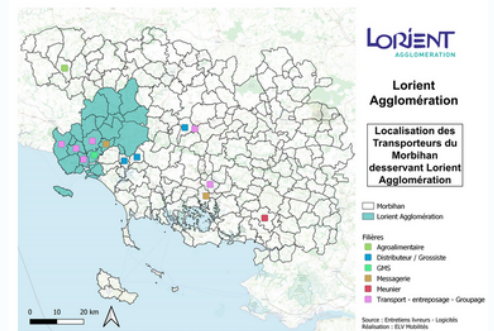 LORIENT
AGGLOMÉRATION
Lorient
Agglomération
Localisation des
Transporteurs du
Morbihan
desservant Lorient
Agglomération
Morbihan
Lorient Agglomération
Filières
Agroalimentaire
Distributeur / Grossiste
GMS
Messagerie
Meunier
Transport - entreposage - Groupage
Source : Entretiens livreurs - Logicités
Réalisation : ELV Mobilités
0 10 20 km